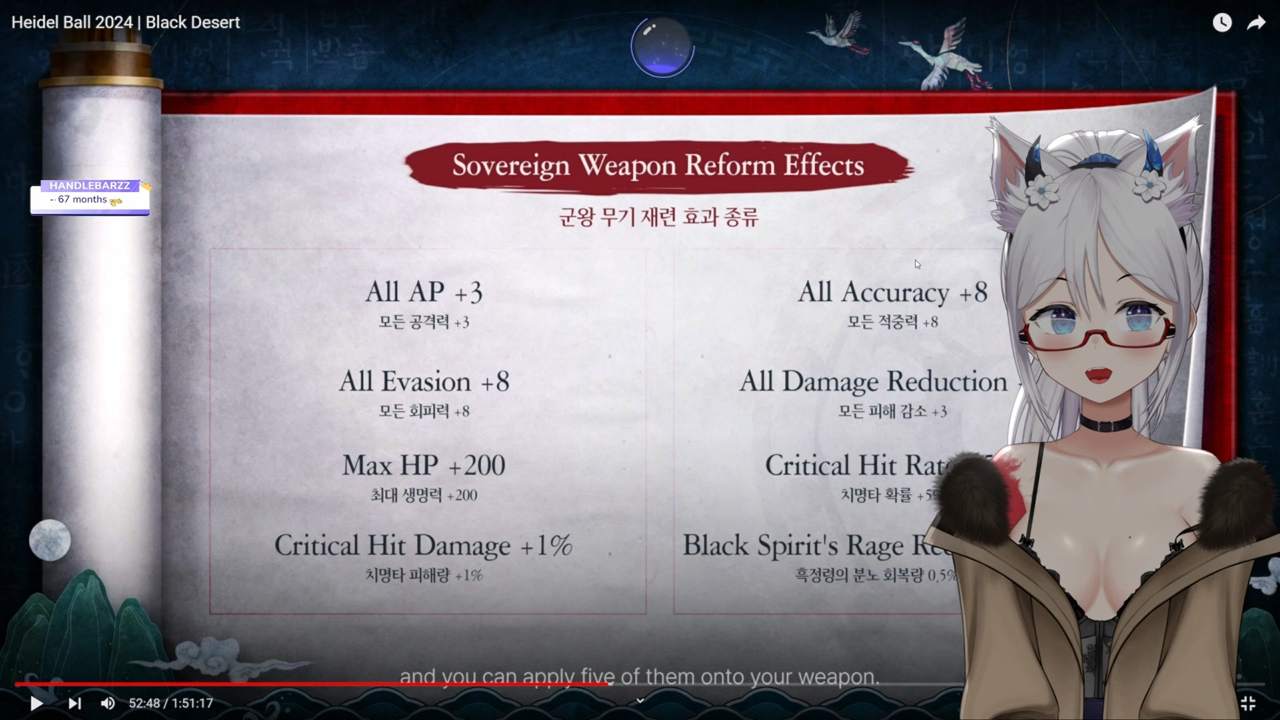 Heidel Ball 2024 | Black Desert
HANDLEBARZZ
67 months
Sovereign Weapon Reform Effects
군왕 무기 재련 효과 종류
All AP +3
모든 공격력 +3
All Accuracy +8
모든 적중력 +8
All Evasion +8
모든 회피력 +8
All Damage Reduction
모든 피해 감소 +3
Max HP +200
최대 생명력 +200
Critical Hit
치명타 확률
Critical Hit Damage +1%
치명타 피해량 +1%
Black Spirit's Rage
흑정령의 분노 회복량 0.5%
and you can apply five of them onto your weapon.
52:48 / 1:51:17